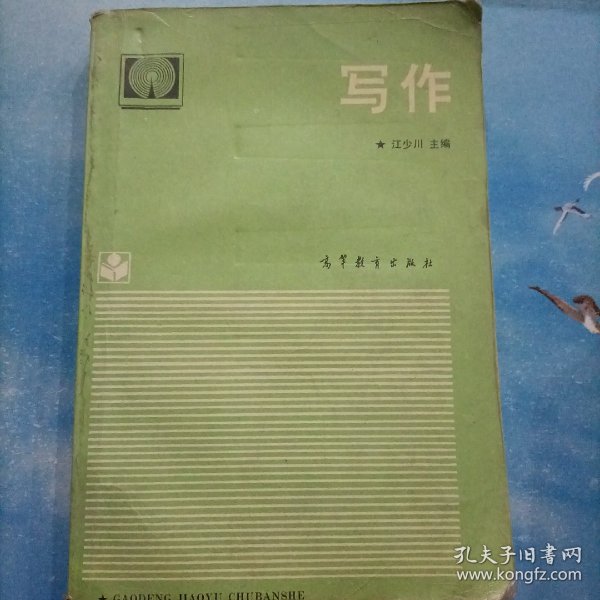 写作
★ 江少川 主编
高等教育出版社
★ GAODENG JIAOYU CHUBANSHE
孔夫子旧书网
www.kongfz.com